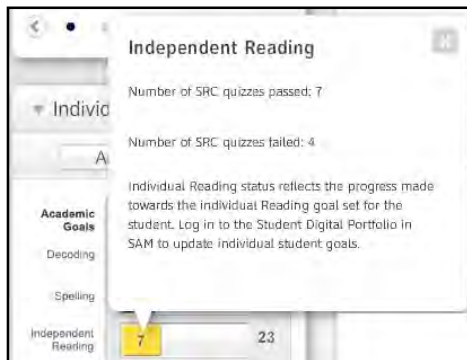 Independent Reading
Number of SRC quizzes passed: 7
Number of SRC quizzes failed: 4
Individual Reading status reflects the progress made
towards the individual Reading goal set for the
student. Log in to the Student Digital Portfolio in
SAM to update individual student goals.
Individ
A
Academic
Goals
Decoding
Spelling
Independent
Reading
7
23